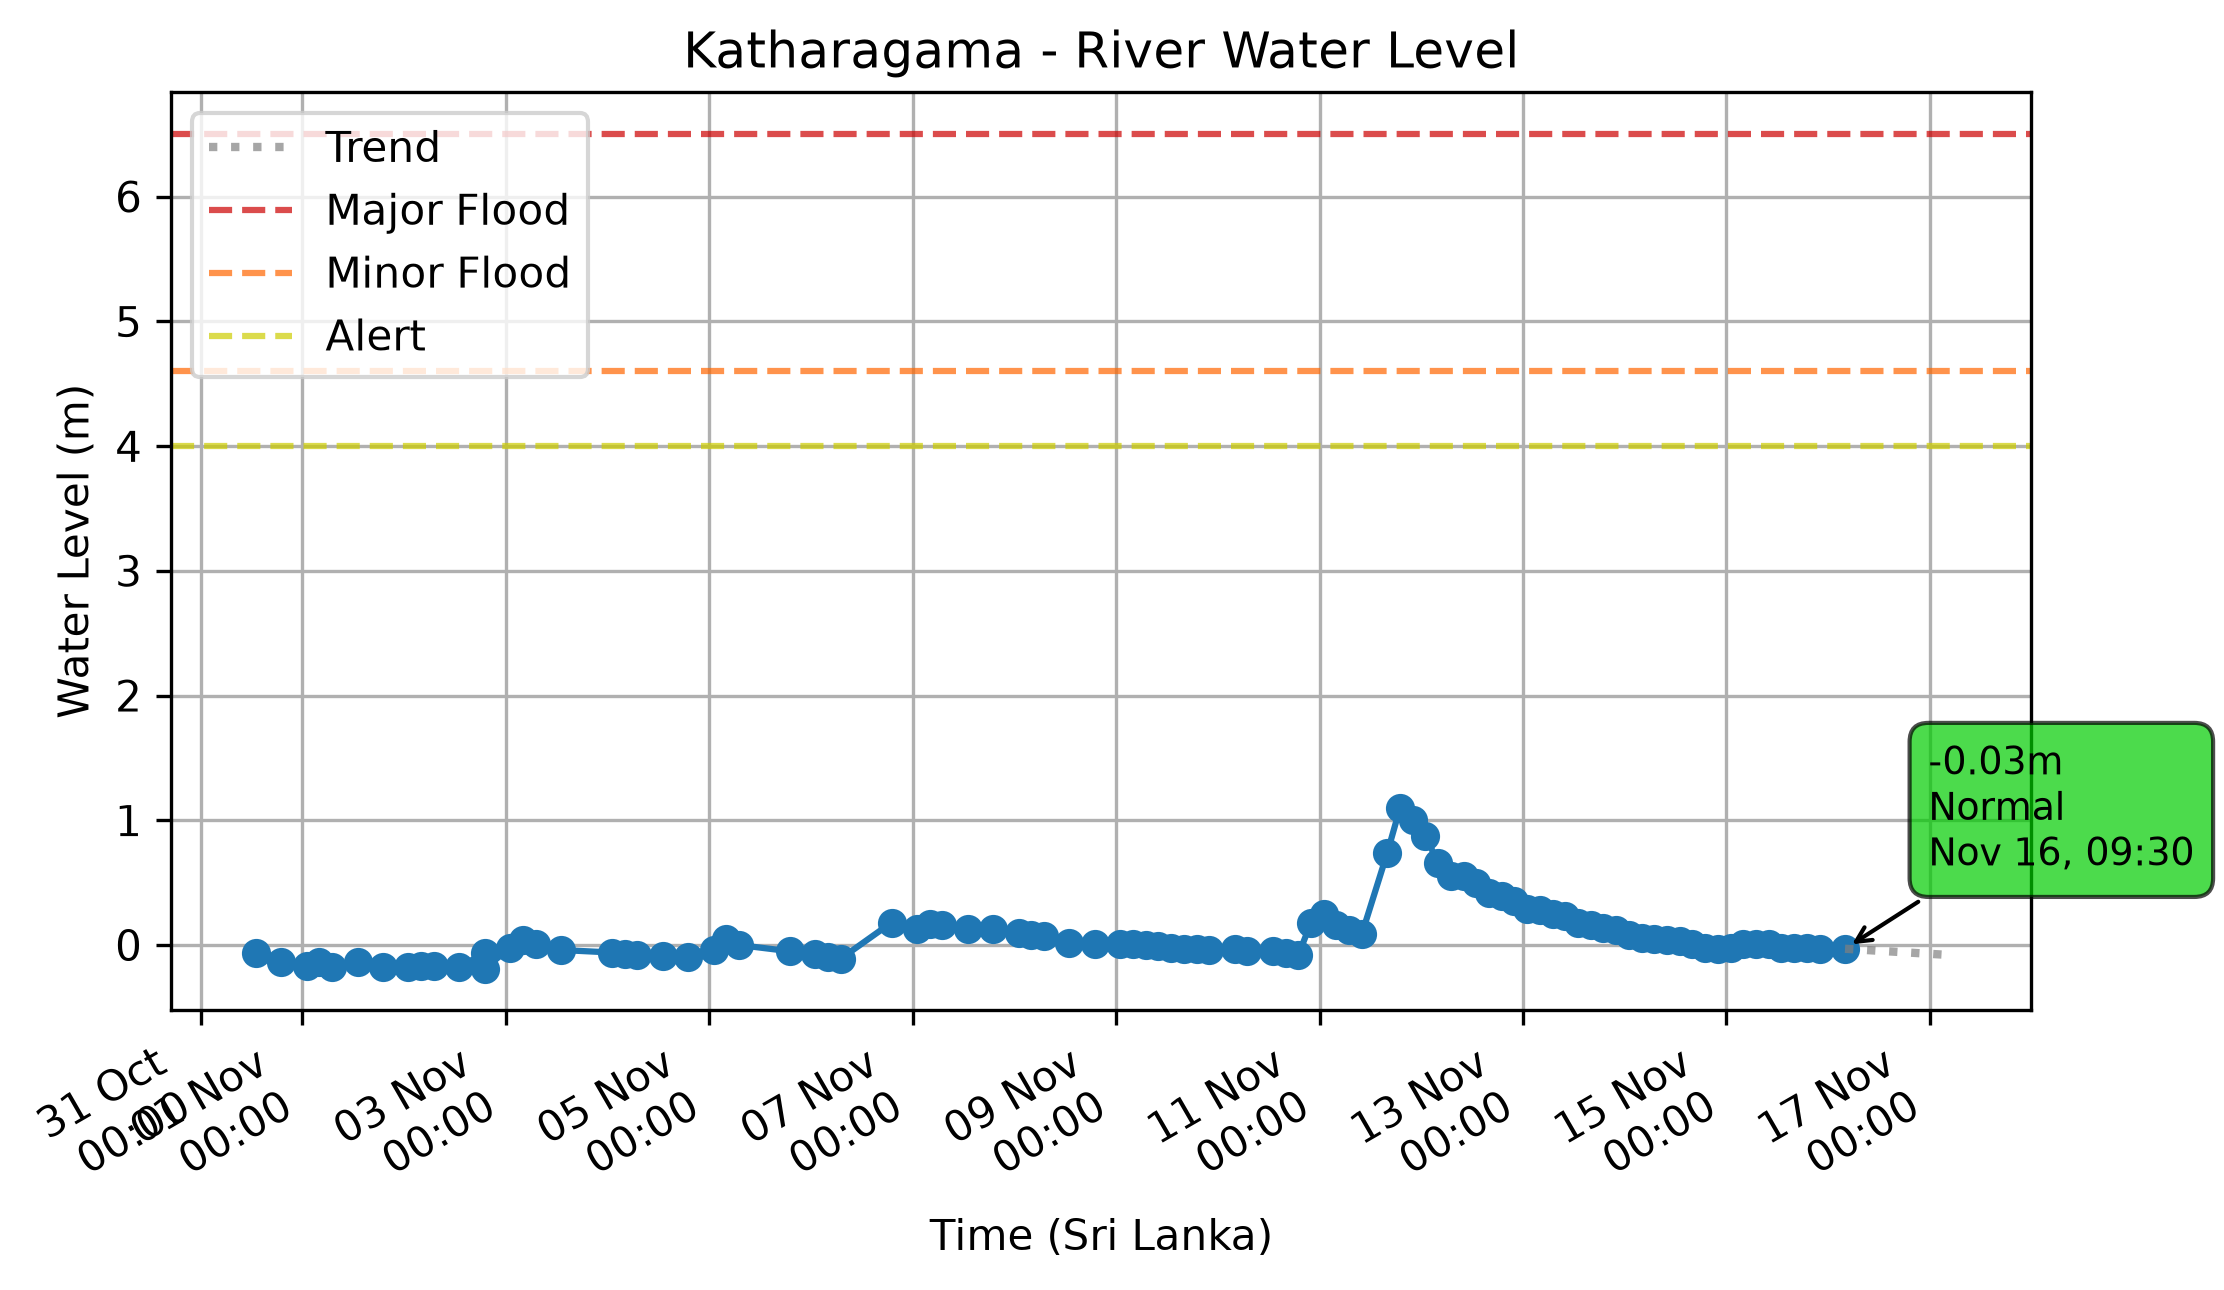 Katharagama - River Water Level
Trend
Major Flood
Minor Flood
Alert
Water Level (m)
6
5
4
3
2
1
0
-0.03m
Normal
Nov 16, 09:30
31 Oct
00:00
01 Nov
00:00
03 Nov
00:00
05 Nov
00:00
07 Nov
00:00
09 Nov
00:00
11 Nov
00:00
13 Nov
00:00
15 Nov
00:00
17 Nov
00:00
Time (Sri Lanka)